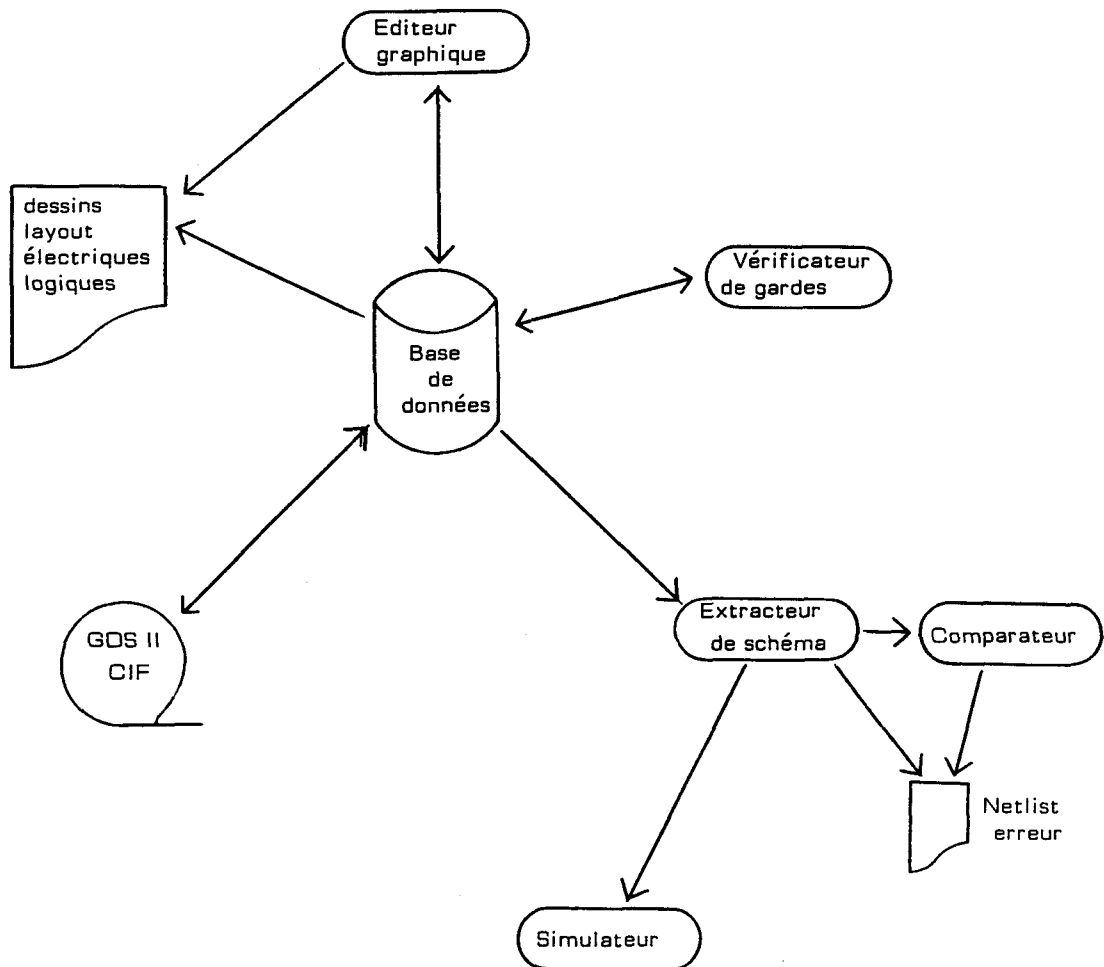 Editeur
graphique
dessins
layout
électriques
logiques
Vérificateur
de gardes
Base
de
données
GDS II
CIF
Extracteur
de schéma
Comparateur
Netlist
erreur
Simulateur